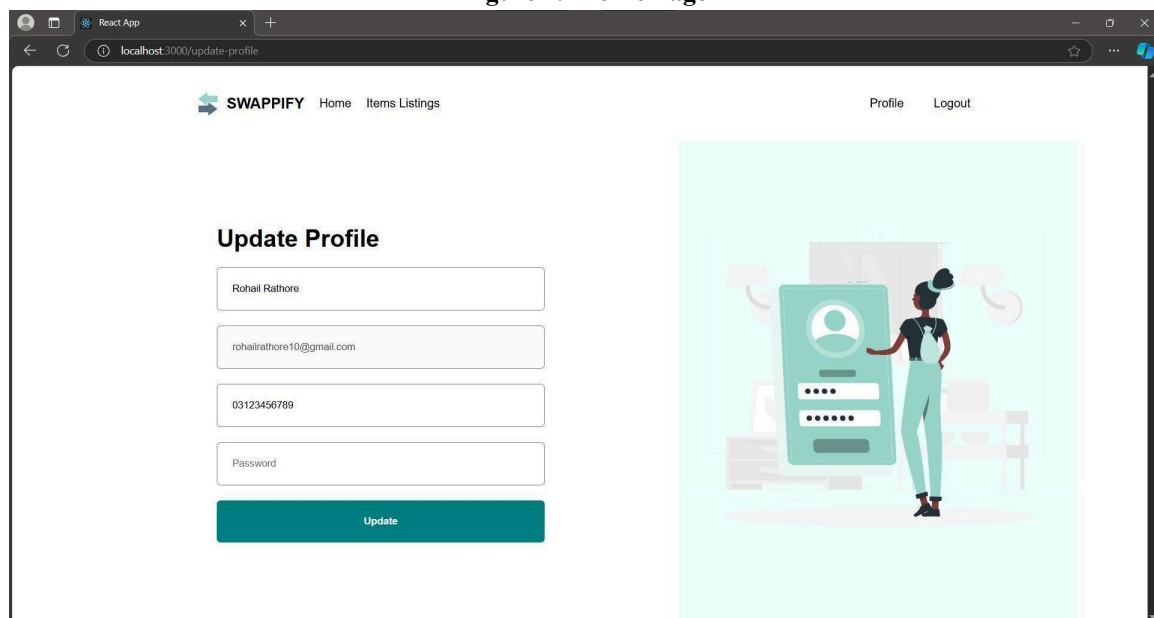 React App
localhost:3000/update-profile
SWAPPIFY Home Items Listings Profile Logout
Update Profile
Rohail Rathore
rohailrathore10@gmail.com
03123456789
Password
Update